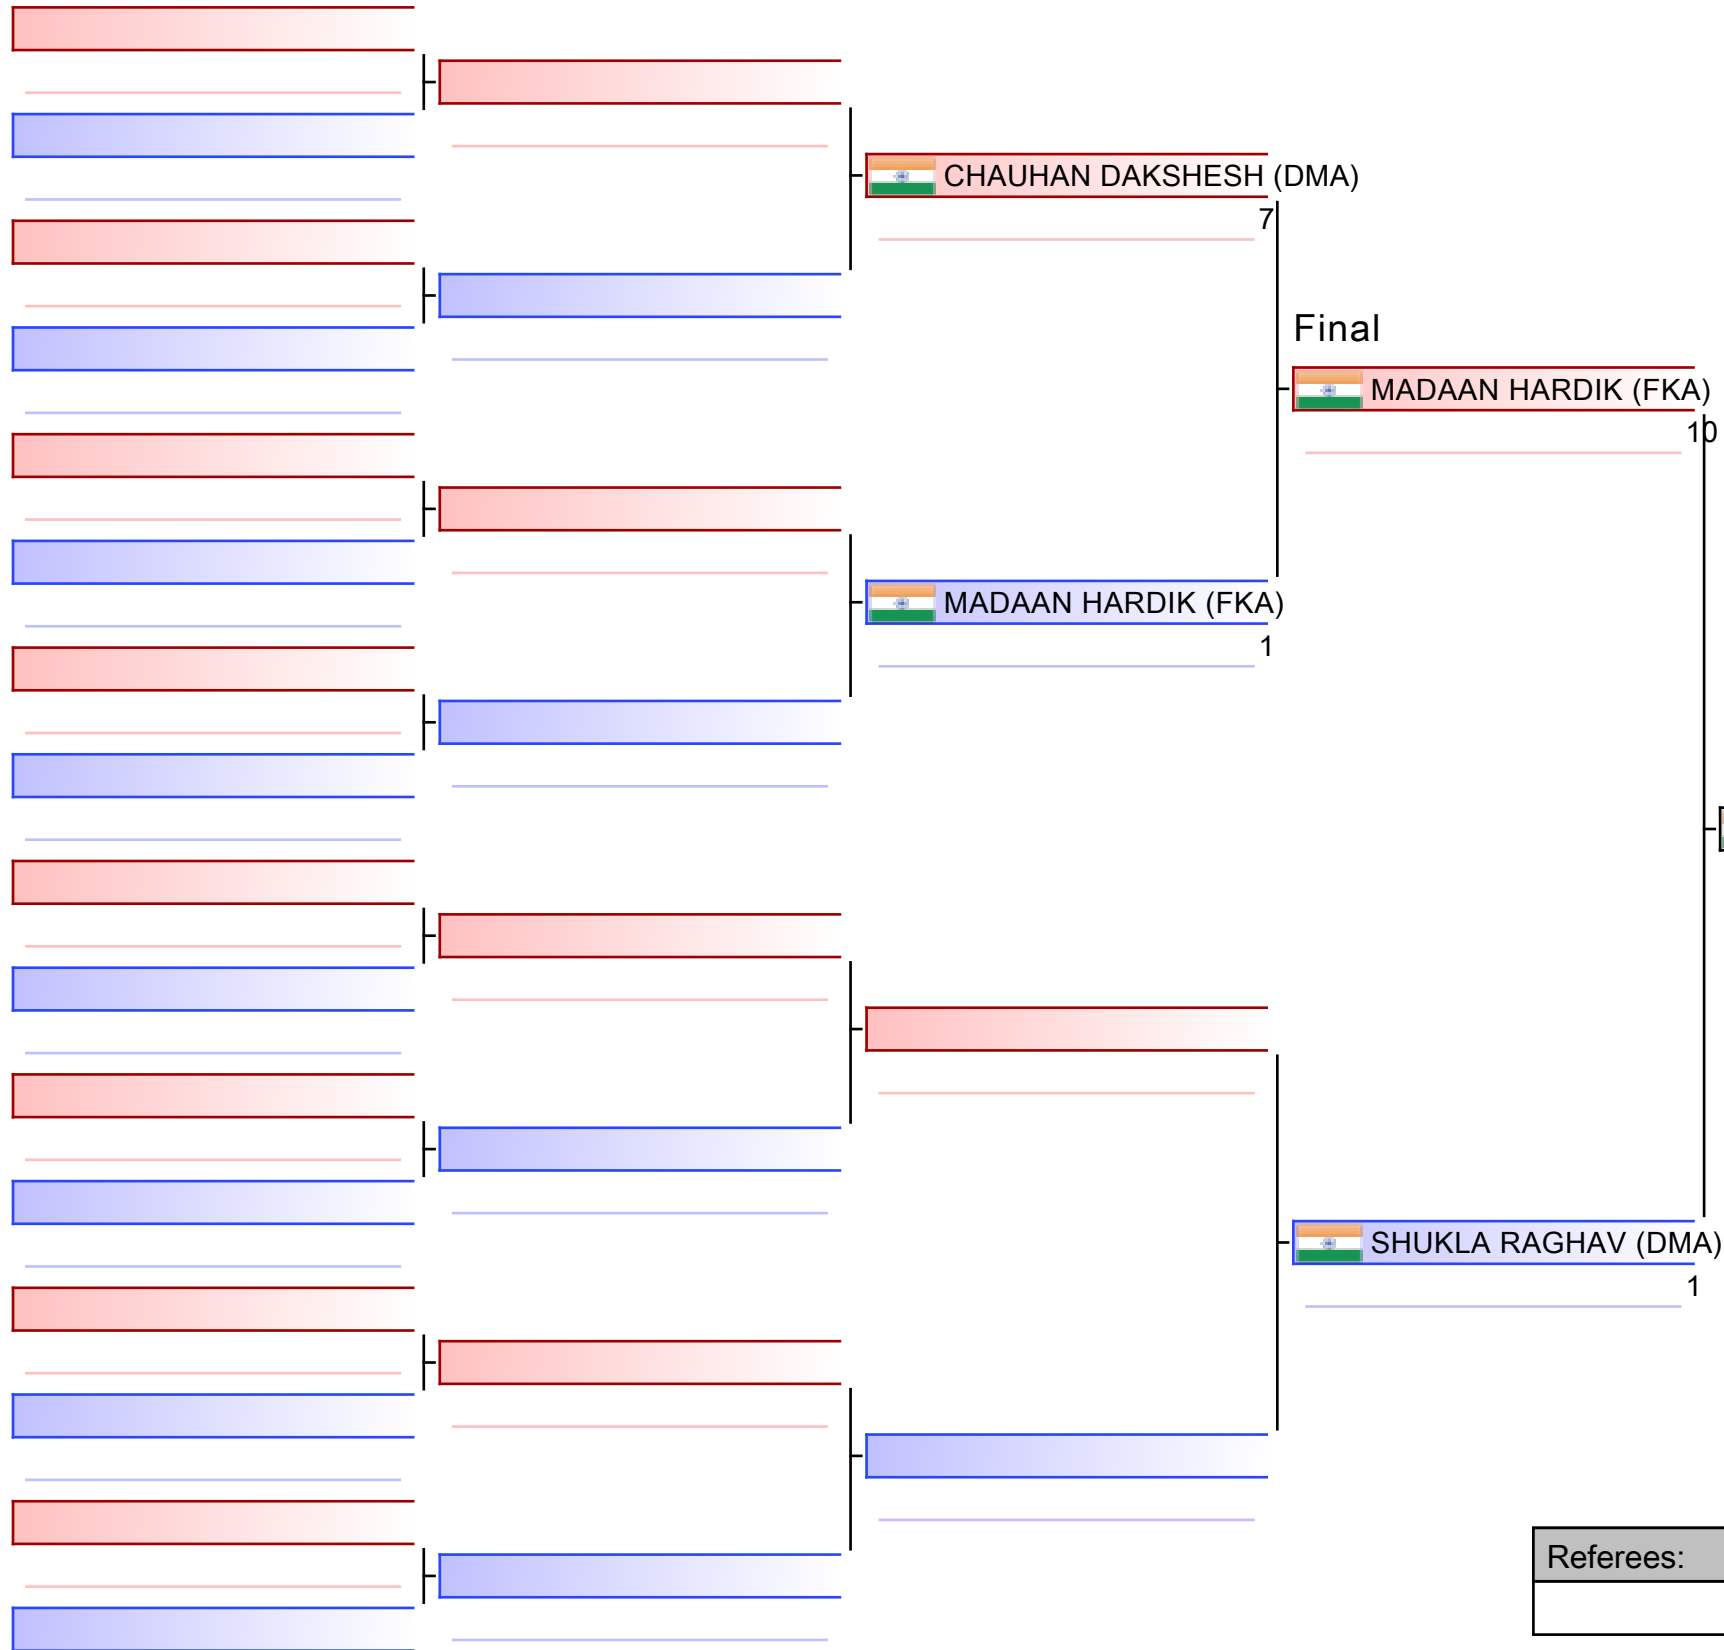 CHAUHAN DAKSHESH (DMA)
7
Final
MADAAN HARDIK (FKA)
10
MADAAN HARDIK (FKA)
1
SHUKLA RAGHAV (DMA)
1
Referees: